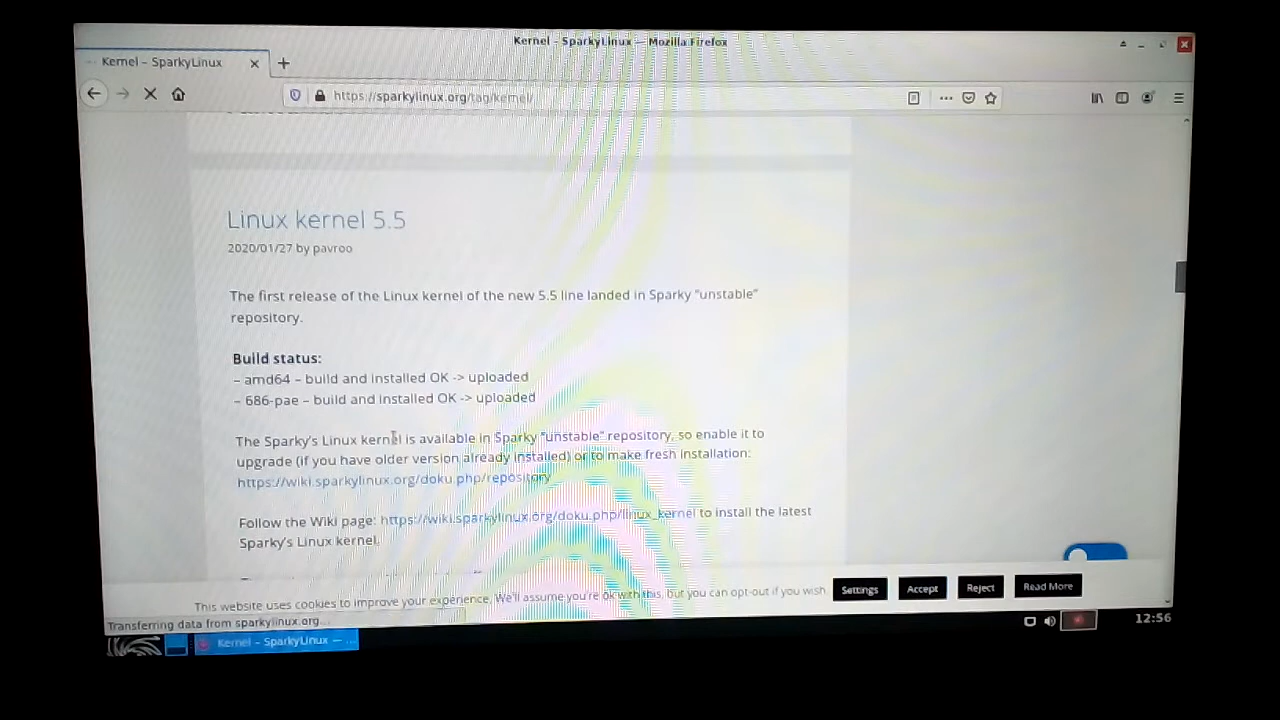 Kernel - SparkyLinux — Mozilla Firefox
Kernel – SparkyLinux
https://sparkylinux.org/tag/kernel/
Linux kernel 5.5
2020/01/27 by pavroo
The first release of the Linux kernel of the new 5.5 line landed in Sparky “unstable”
repository.
Build status:
– amd64 – build and installed OK -> uploaded
– 686-pae – build and installed OK -> uploaded
The Sparky’s Linux kernel is available in Sparky “unstable” repository, so enable it to
upgrade (if you have older version already installed) or to make fresh installation:
https://wiki.sparkylinux.org/doku.php/repository
Follow the Wiki page: https://wiki.sparkylinux.org/doku.php/linux_kernel to install the latest
Sparky’s Linux kernel.
This website uses cookies to improve your experience. We'll assume you're ok with this, but you can opt-out if you wish.
Settings
Accept
Reject
Read More
Transferring data from sparkylinux.org...
Kernel – SparkyLinux — ...
12:56